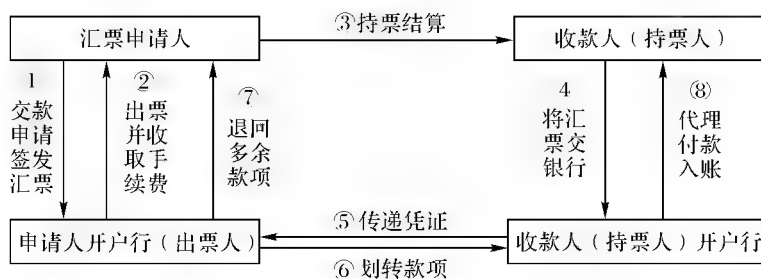 汇票申请人
③持票结算
收款人(持票人)
1
交款
申请
签发
汇票
②
出票
并收
取手
续费
⑦
退回
多余
款项
4
将汇
票交
银行
⑧
代理
付款
入账
申请人开户行(出票人)
⑤传递凭证
⑥划转款项
收款人(持票人)开户行